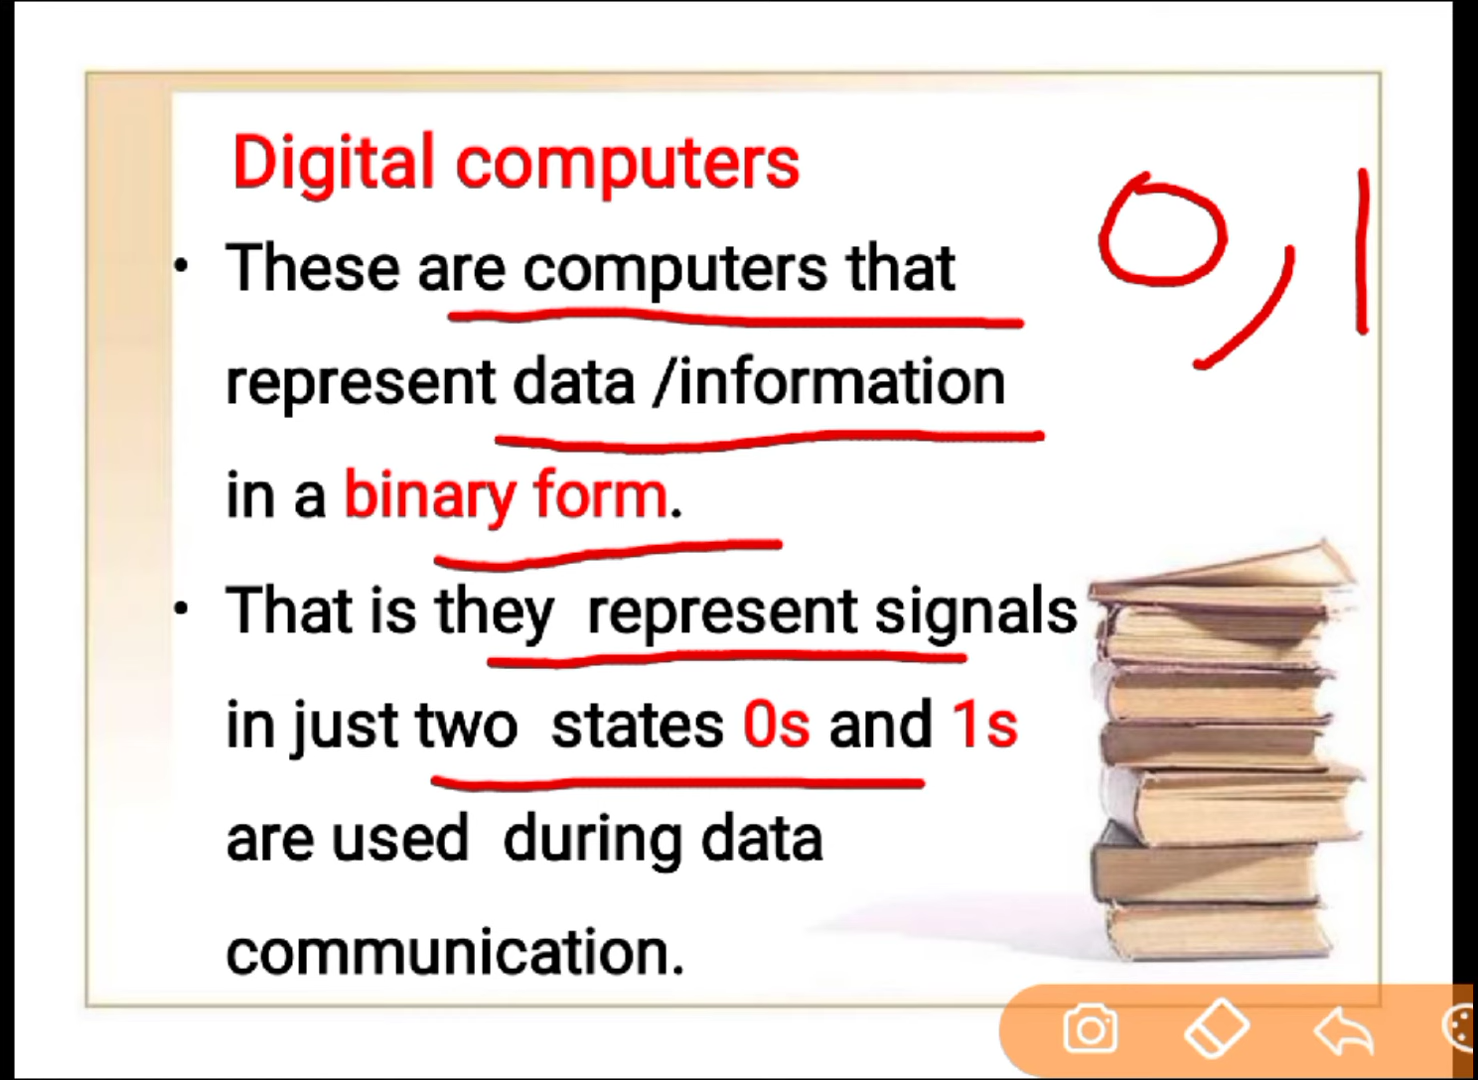 Digital computers
0, 1
• These are computers that
represent data /information
in a binary form.
• That is they represent signals
in just two states 0s and 1s
are used during data
communication.